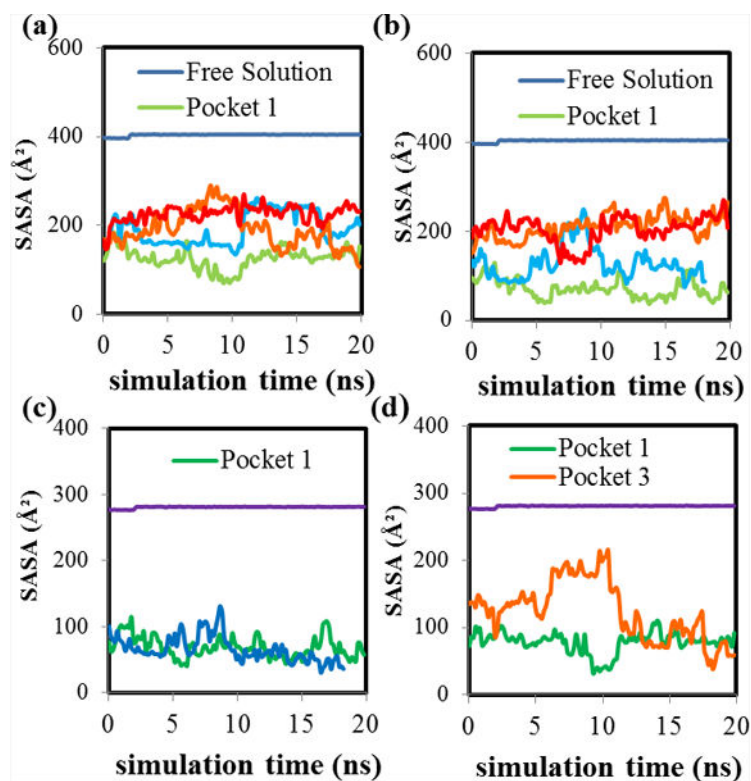 (a)
600
400
200
0
SASA (Å²)
Free Solution
Pocket 1
0 5 10 15 20
simulation time (ns)
(b)
600
400
200
0
SASA (Å²)
Free Solution
Pocket 1
0 5 10 15 20
simulation time (ns)
(c)
400
300
200
100
0
SASA (Å²)
Pocket 1
0 5 10 15 20
simulation time (ns)
(d)
400
300
200
100
0
SASA (Å²)
Pocket 1
Pocket 3
0 5 10 15 20
simulation time (ns)